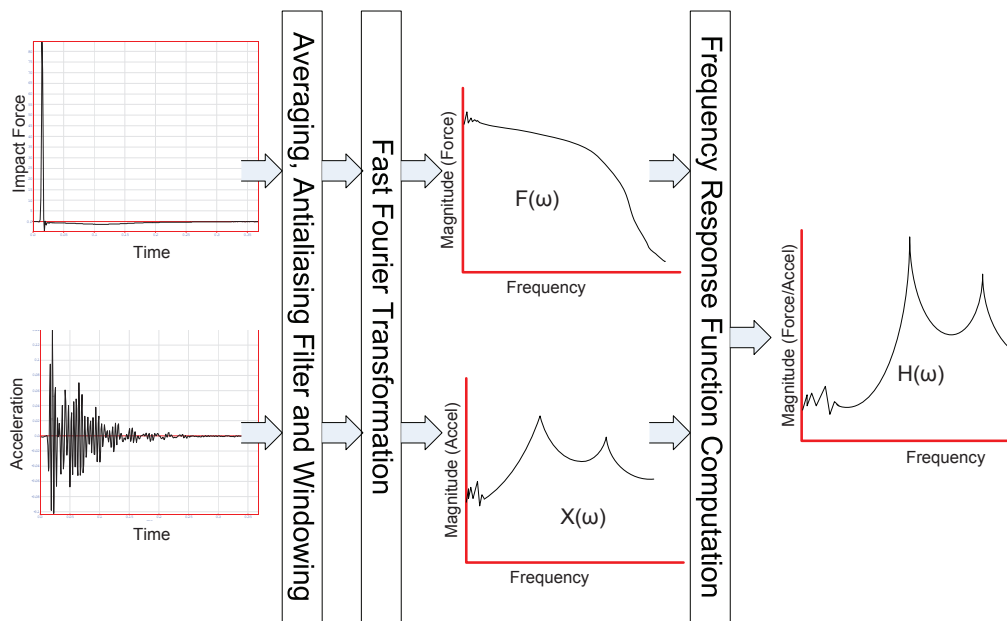 Impact Force
Time
Acceleration
Time
Averaging, Antialiasing Filter and Windowing
Fast Fourier Transformation
Magnitude (Force)
F(ω)
Frequency
Magnitude (Accel)
X(ω)
Frequency
Frequency Response Function Computation
Magnitude (Force/Accel)
H(ω)
Frequency